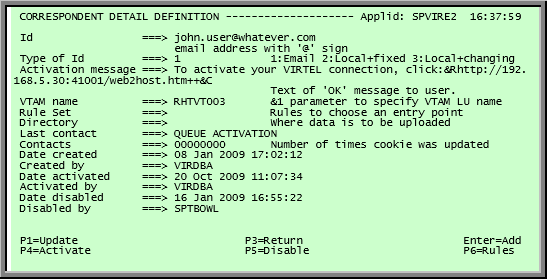 CORRESPONDENT DETAIL DEFINITION -------------------- Applid: SPVIRE2 16:37:59
Id ===> john.user@whatever.com
email address with '@' sign
Type of Id ===> 1 1:Email 2:Local+fixed 3:Local+changing
Activation message ===> To activate your VIRTEL connection, click:&Rhttp://192.
168.5.30:41001/web2host.htm++&C
Text of 'OK' message to user.
VTAM name ===> RHTVT003 &1 parameter to specify VTAM LU name
Rule Set ===> Rules to choose an entry point
Directory ===> Where data is to be uploaded
Last contact ===> QUEUE ACTIVATION
Contacts ===> 00000000 Number of times cookie was updated
Date created ===> 08 Jan 2009 17:02:12
Created by ===> VIRDBA
Date activated ===> 20 Oct 2009 11:07:34
Activated by ===> VIRDBA
Date disabled ===> 16 Jan 2009 16:55:22
Disabled by ===> SPTBOWL
P1=Update P3=Return Enter=Add
P4=Activate P5=Disable P6=Rules